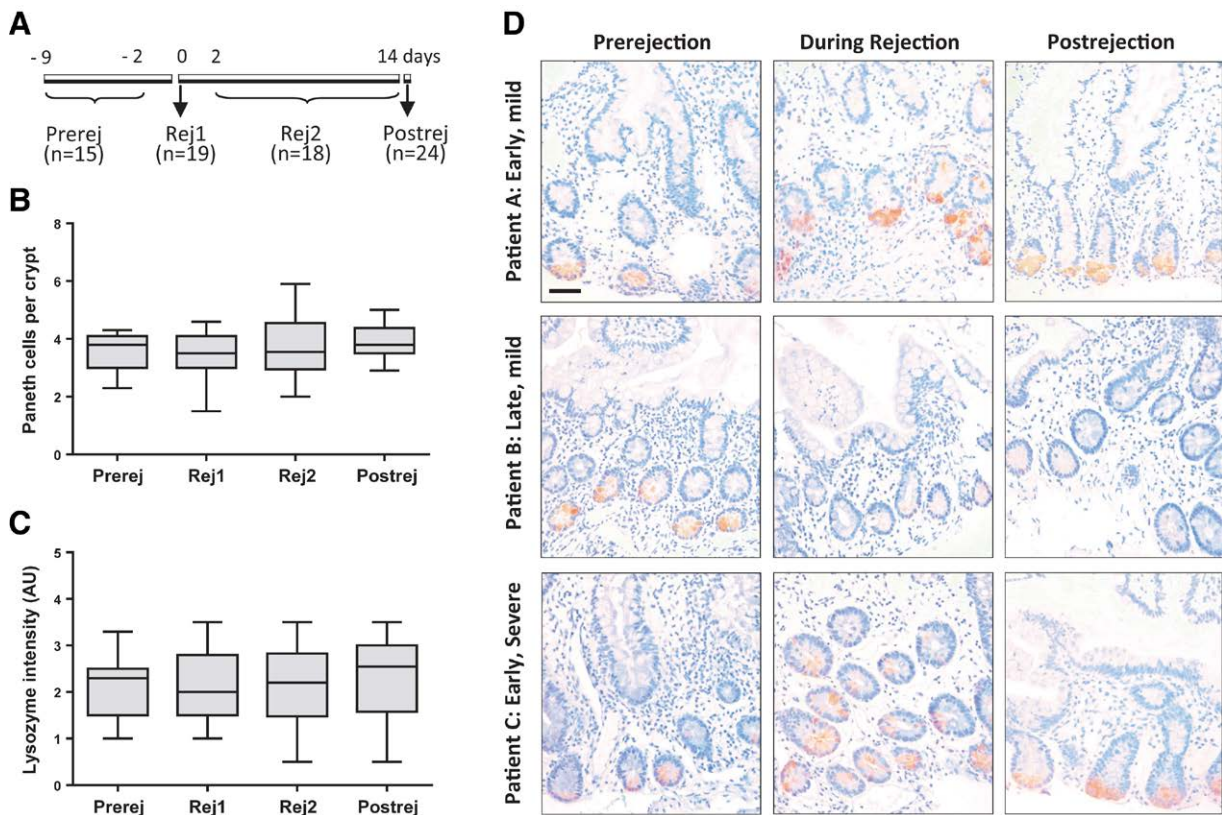 A
-9 -2 0 2 14 days
Prerej Rej1 Rej2 Postrej
(n=15) (n=19) (n=18) (n=24)
B
Paneth cells per crypt
8
6
4
2
0
Prerej Rej1 Rej2 Postrej
C
Lysozyme intensity (AU)
5
4
3
2
1
0
Prerej Rej1 Rej2 Postrej
D
Prerejection During Rejection Postrejection
Patient A: Early, mild
Patient B: Late, mild
Patient C: Early, Severe